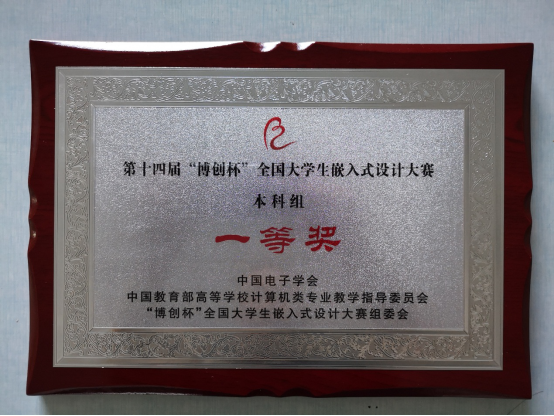 第十四届“博创杯”全国大学生嵌入式设计大赛
本科组
一等奖
中国电子学会
中国教育部高等学校计算机类专业教学指导委员会
“博创杯”全国大学生嵌入式设计大赛组委会